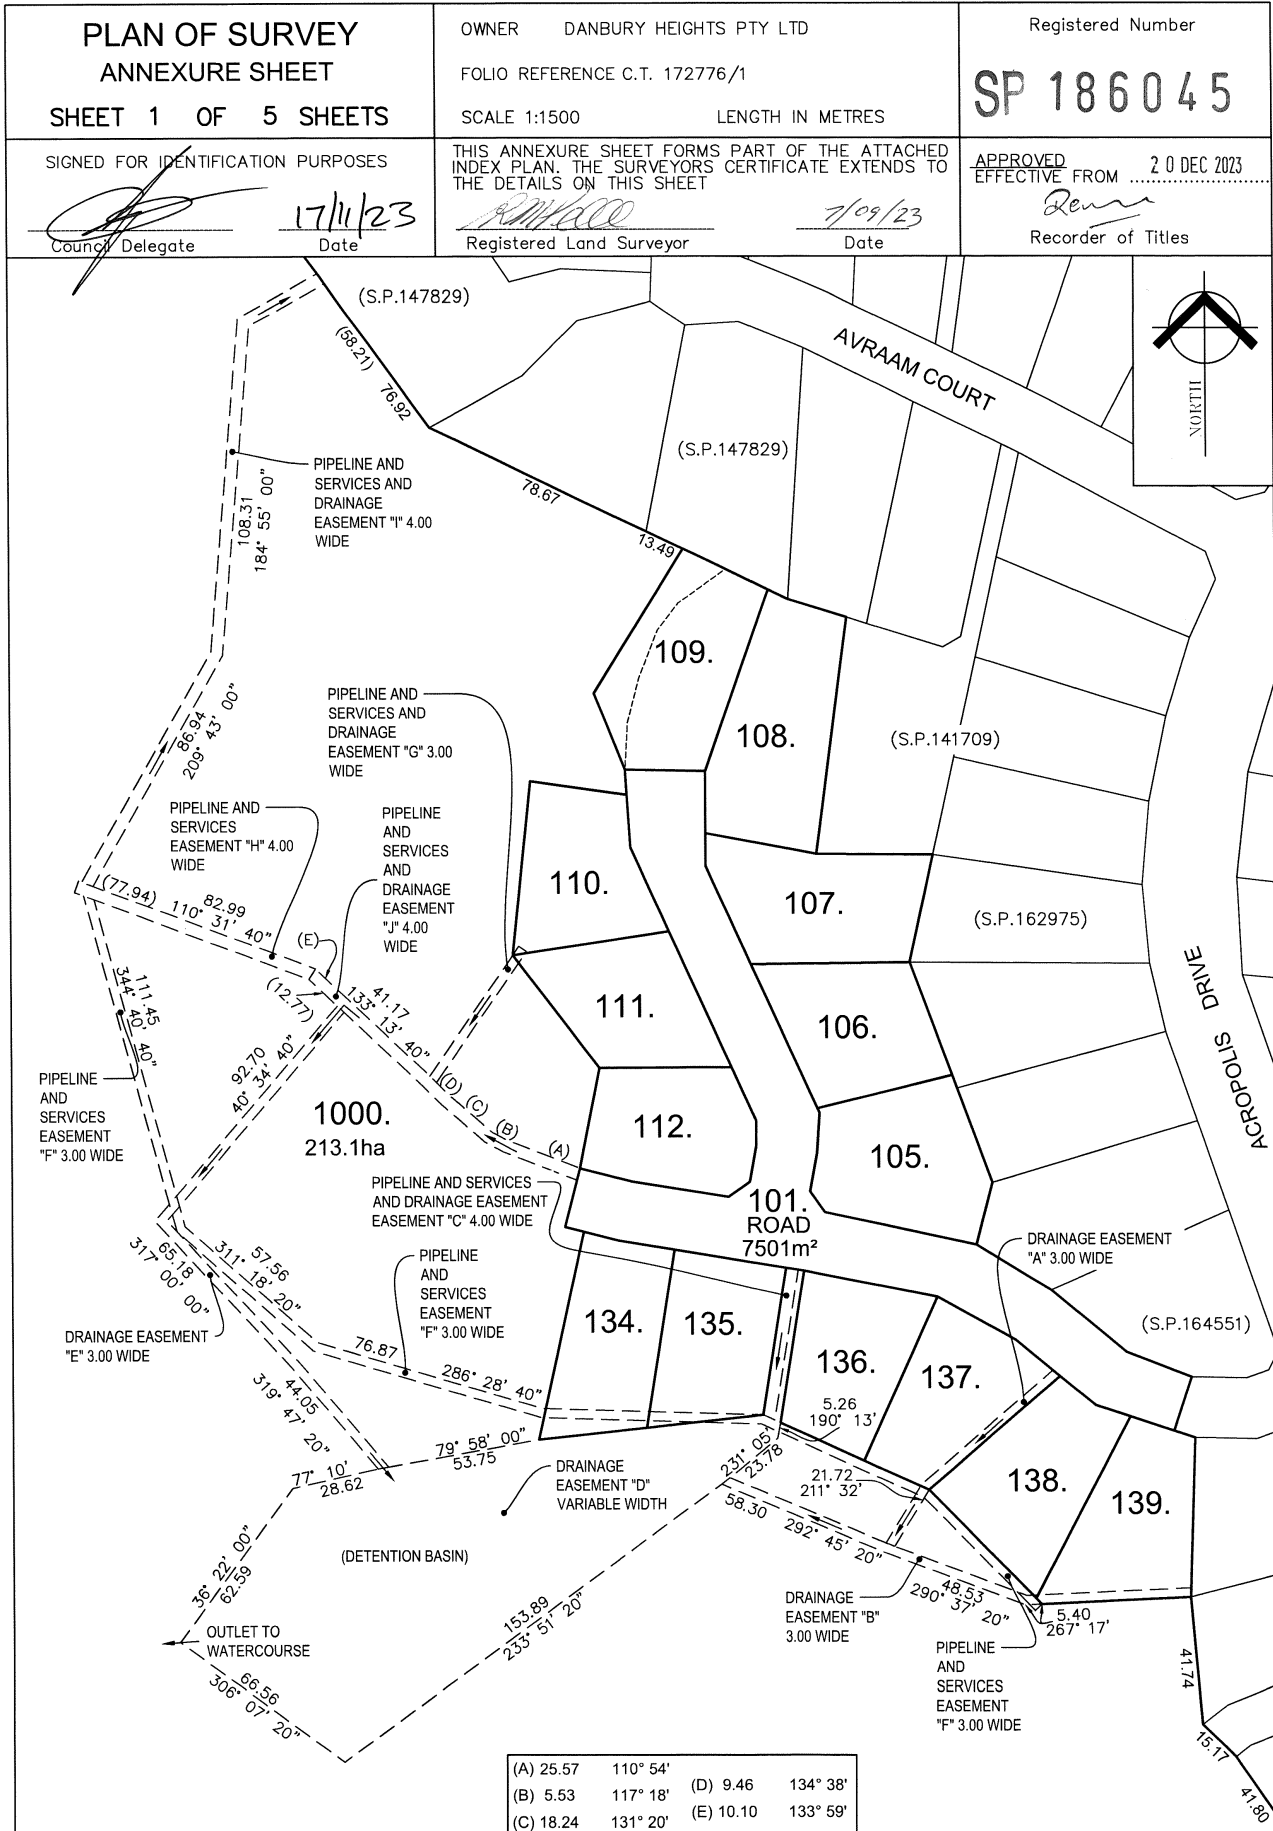 PLAN OF SURVEY
ANNEXURE SHEET
SHEET 1 OF 5 SHEETS
OWNER DANBURY HEIGHTS PTY LTD
FOLIO REFERENCE C.T. 172776/1
SCALE 1:1500 LENGTH IN METRES
Registered Number
SP 186045
SIGNED FOR IDENTIFICATION PURPOSES
17/11/23
Council Delegate Date
THIS ANNEXURE SHEET FORMS PART OF THE ATTACHED
INDEX PLAN. THE SURVEYORS CERTIFICATE EXTENDS TO
THE DETAILS ON THIS SHEET
7/09/23
Registered Land Surveyor Date
APPROVED
EFFECTIVE FROM 20 DEC 2023
Recorder of Titles
(S.P.147829)
(58.21) 76.92
AVRAAM COURT
NORTH
(S.P.147829)
78.67
13.49
PIPELINE AND
SERVICES AND
DRAINAGE
EASEMENT "I" 4.00
WIDE
108.31
184° 55' 00"
109.
108.
(S.P.141709)
86.94
209° 43' 00"
PIPELINE AND
SERVICES AND
DRAINAGE
EASEMENT "G" 3.00
WIDE
PIPELINE AND
SERVICES
EASEMENT "H" 4.00
WIDE
PIPELINE
AND
SERVICES
AND
DRAINAGE
EASEMENT
"J" 4.00
WIDE
110.
107.
(S.P.162975)
(77.94) 82.99
110° 31' 40"
(E)
(12.77)
41.17
133° 13' 40"
111.45
344° 40' 40"
92.70
40° 34' 40"
111.
106.
ACROPOLIS DRIVE
PIPELINE
AND
SERVICES
EASEMENT
"F" 3.00 WIDE
1000.
213.1ha
(D)
(C)
(B)
(A)
112.
105.
PIPELINE AND SERVICES
AND DRAINAGE EASEMENT
EASEMENT "C" 4.00 WIDE
101.
ROAD
7501m²
DRAINAGE EASEMENT
"A" 3.00 WIDE
65.18
317° 00' 00"
57.56
311° 18' 20"
PIPELINE
AND
SERVICES
EASEMENT
"F" 3.00 WIDE
DRAINAGE EASEMENT
"E" 3.00 WIDE
134.
135.
136.
137.
(S.P.164551)
76.87
286° 28' 40"
44.05
319° 47' 20"
5.26
190° 13'
79° 58' 00"
53.75
77° 10'
28.62
231° 05'
23.78
DRAINAGE
EASEMENT "D"
VARIABLE WIDTH
21.72
211° 32'
138.
139.
58.30
292° 45' 20"
(DETENTION BASIN)
36° 22' 00"
62.59
48.53
290° 37' 20"
153.89
233° 51' 20"
DRAINAGE
EASEMENT "B"
3.00 WIDE
5.40
267° 17'
OUTLET TO
WATERCOURSE
PIPELINE
AND
SERVICES
EASEMENT
"F" 3.00 WIDE
66.56
306° 07' 20"
41.74
15.17
41.80
(A) 25.57 110° 54'
(B) 5.53 117° 18'
(C) 18.24 131° 20'
(D) 9.46 134° 38'
(E) 10.10 133° 59'